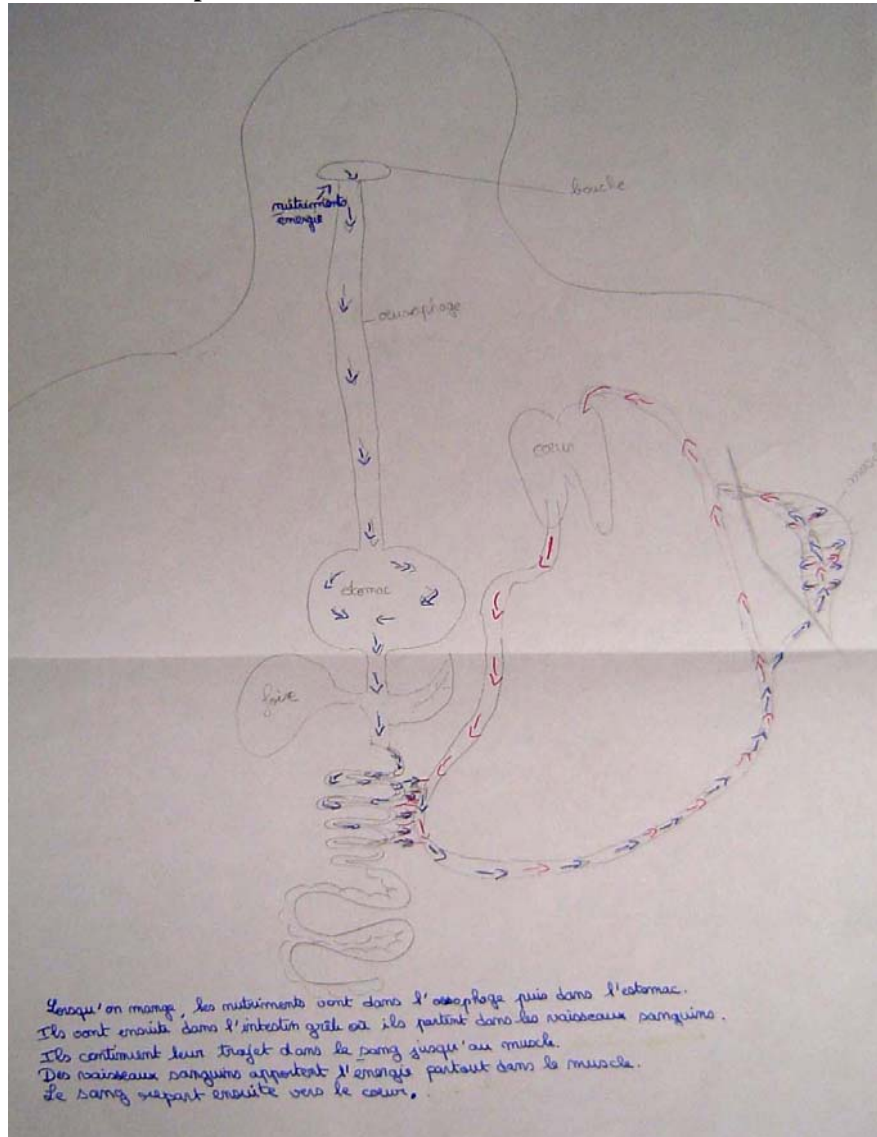 bouche
nutriments
énergie
oesophage
coeur
estomac
foie
Lorsqu'on mange, les nutriments vont dans l'oesophage puis dans l'estomac.
Ils vont ensuite dans l'intestin grêle où ils partent dans les vaisseaux sanguins.
Ils continuent leur trajet dans le sang jusqu'au muscle.
Des vaisseaux sanguins apportent l'énergie partout dans le muscle.
Le sang repart ensuite vers le coeur.